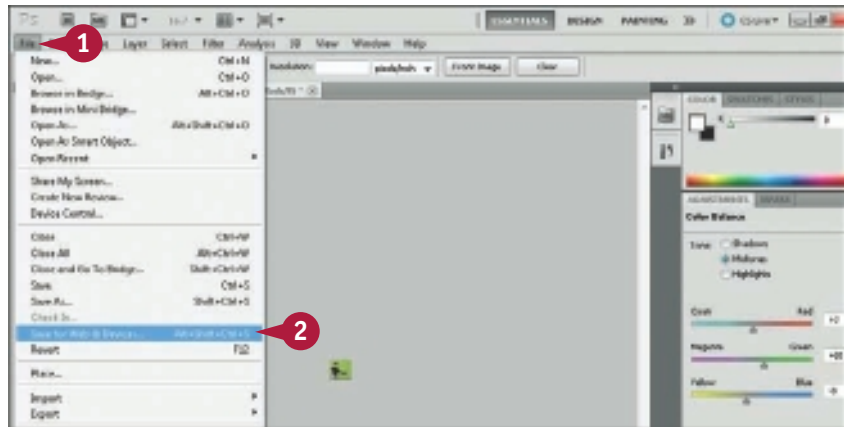 Ps
ESSENTIALS DESIGN PAINTING 3D CS Live
File Layer Select Filter Analysis 3D View Window Help
1
Resolution: pixels/inch Front Image Clear
New... Ctrl+N
Open... Ctrl+O
Browse in Bridge... Alt+Ctrl+O
Browse in Mini Bridge...
Open As... Alt+Shift+Ctrl+O
Open As Smart Object...
Open Recent
Share My Screen...
Create New Review...
Device Central...
Close Ctrl+W
Close All Alt+Ctrl+W
Close and Go To Bridge... Shift+Ctrl+W
Save Ctrl+S
Save As... Shift+Ctrl+S
Check In...
Save for Web & Devices... Alt+Shift+Ctrl+S
2
Revert F12
Place...
Import
Export
COLOR SWATCHES STYLES
ADJUSTMENTS MASKS
Color Balance
Tone: Shadows
Midtones
Highlights
Cyan Red
Magenta Green
Yellow Blue